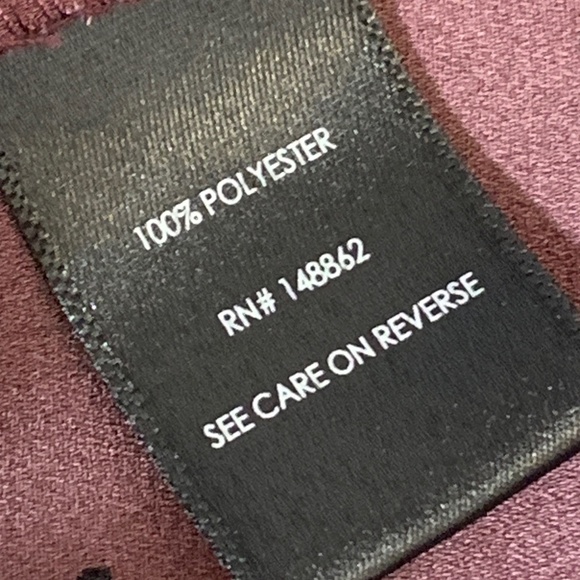 100% POLYESTER
RN# 148862
SEE CARE ON REVERSE